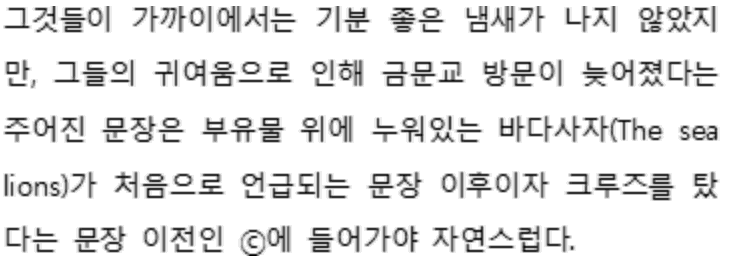 그것들이 가까이에서는 기분 좋은 냄새가 나지 않았지
만, 그들의 귀여움으로 인해 금문교 방문이 늦어졌다는
주어진 문장은 부유물 위에 누워있는 바다사자(The sea
lions)가 처음으로 언급되는 문장 이후이자 크루즈를 탔
다는 문장 이전인 ⓒ에 들어가야 자연스럽다.